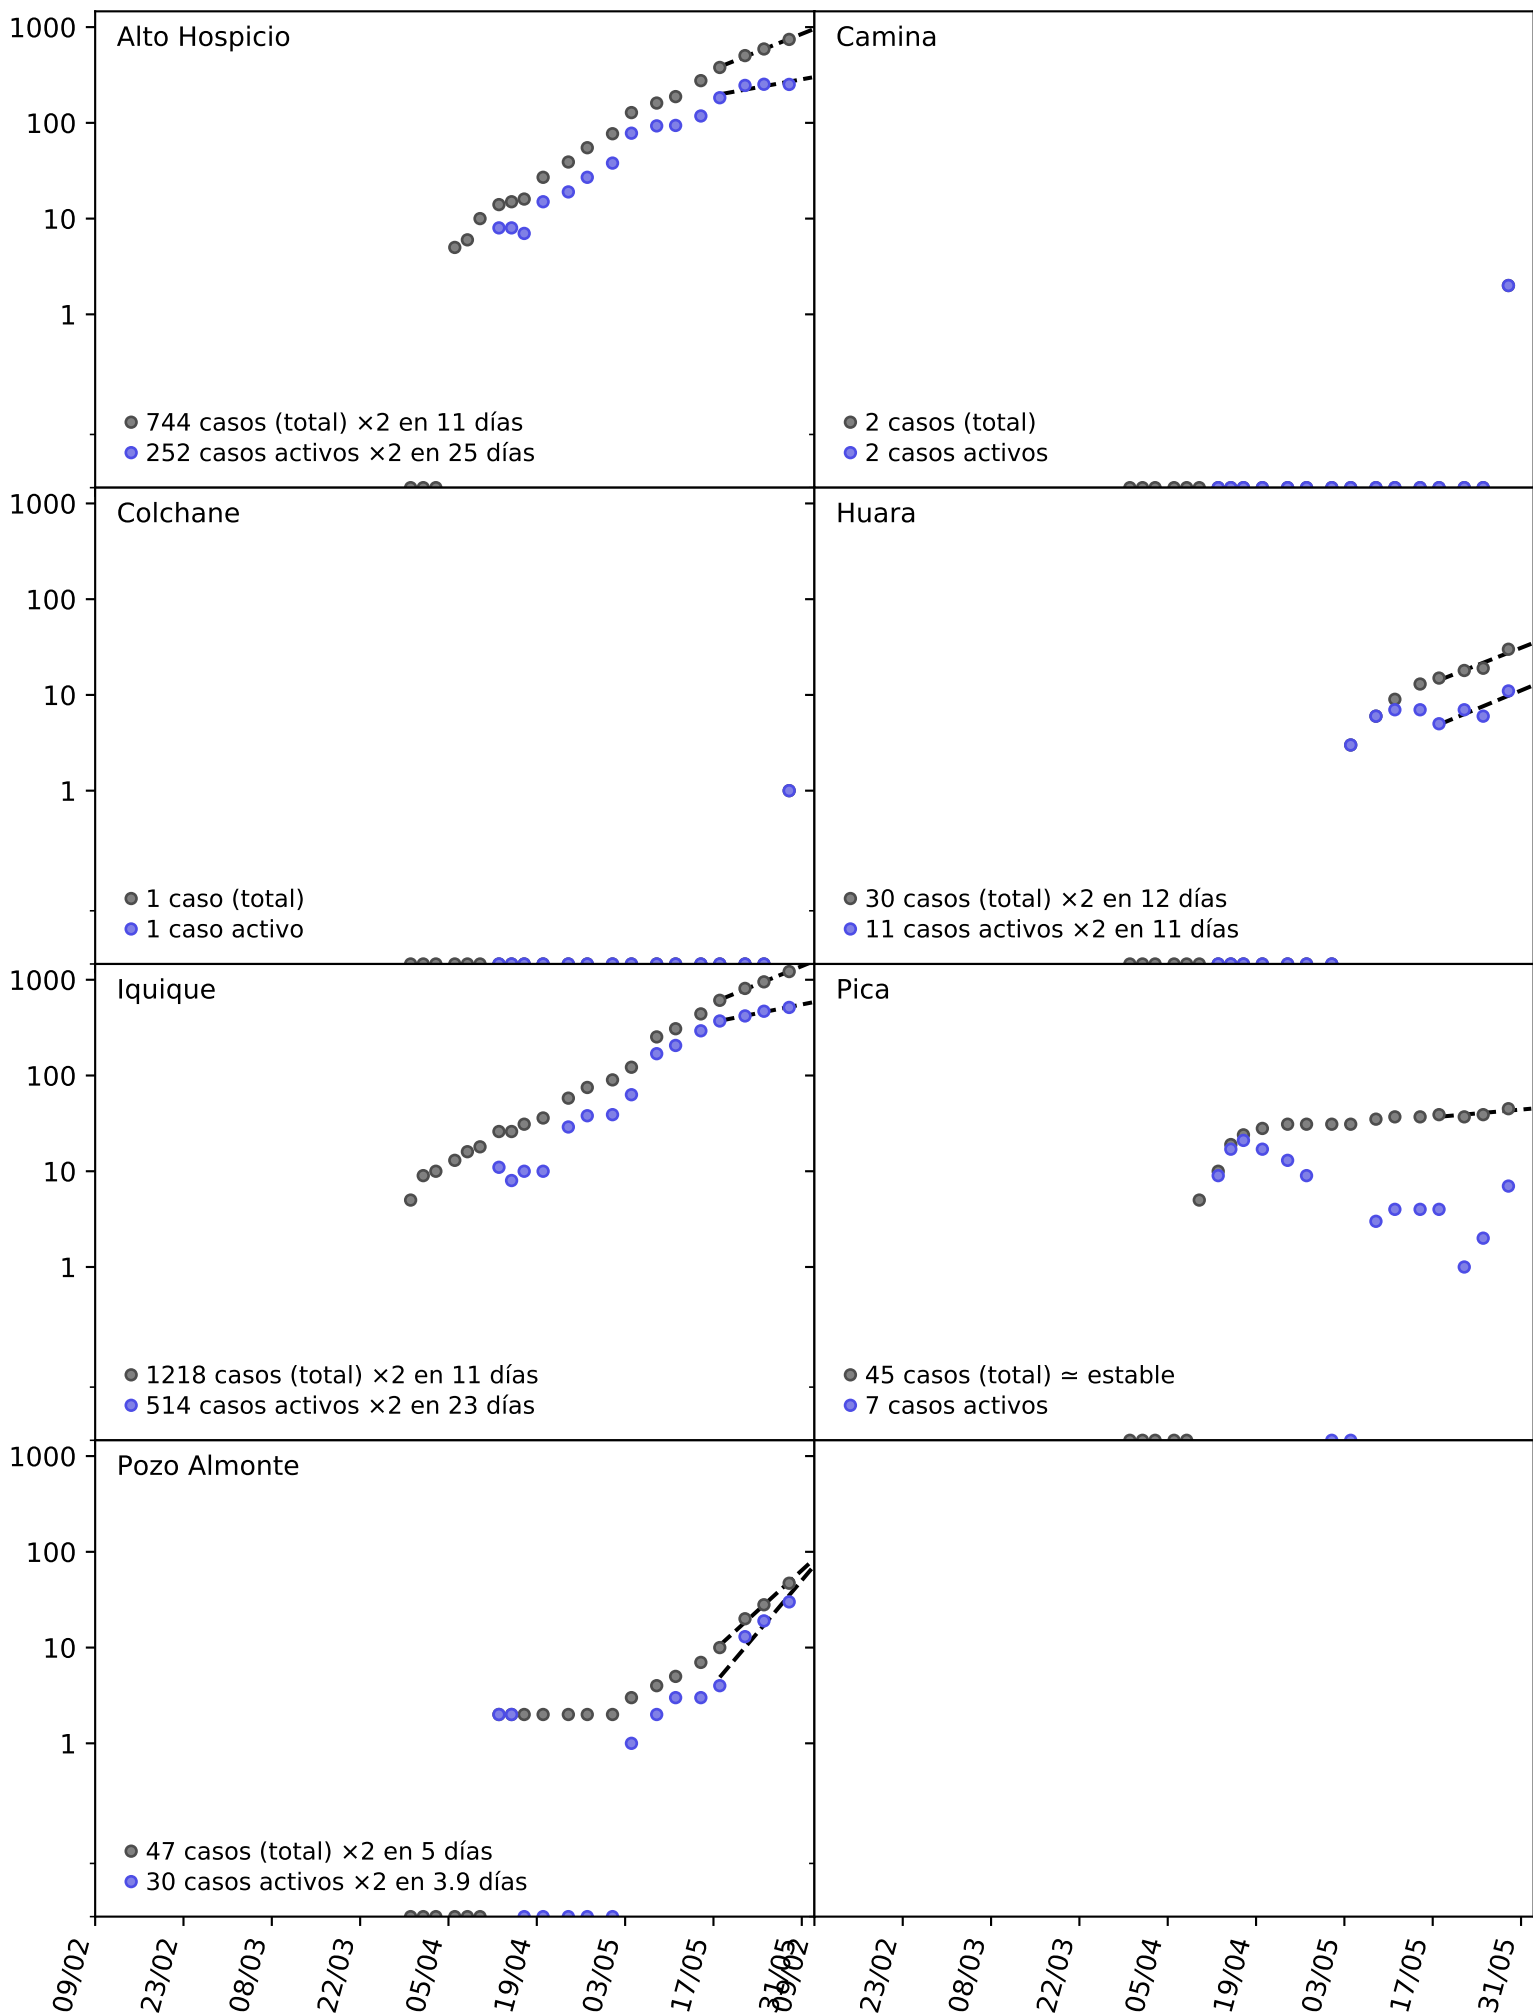 1000
Alto Hospicio
100
10
1
744 casos (total) ×2 en 11 días
252 casos activos ×2 en 25 días
Camina
2 casos (total)
2 casos activos
1000
Colchane
100
10
1
1 caso (total)
1 caso activo
Huara
30 casos (total) ×2 en 12 días
11 casos activos ×2 en 11 días
1000
Iquique
100
10
1
1218 casos (total) ×2 en 11 días
514 casos activos ×2 en 23 días
Pica
45 casos (total) ≃ estable
7 casos activos
1000
Pozo Almonte
100
10
1
47 casos (total) ×2 en 5 días
30 casos activos ×2 en 3.9 días
09/02
23/02
08/03
22/03
05/04
19/04
03/05
17/05
31/05
09/02
23/02
08/03
22/03
05/04
19/04
03/05
17/05
31/05